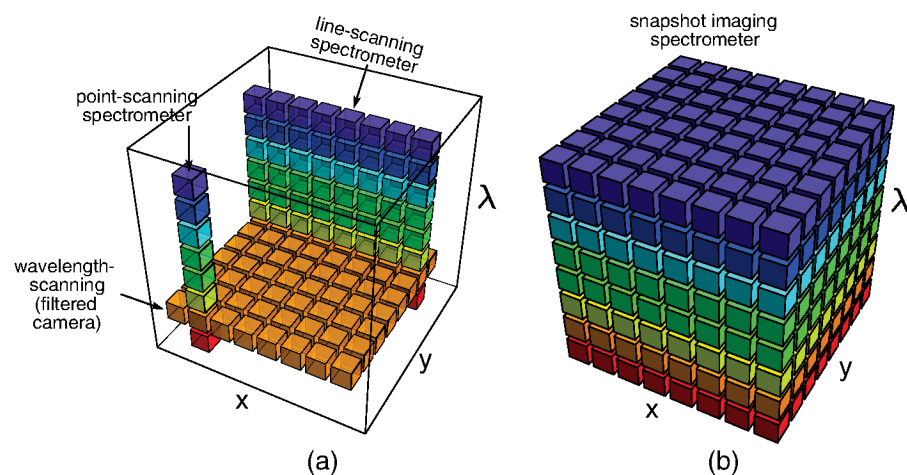 line-scanning
spectrometer
point-scanning
spectrometer
λ
wavelength-
scanning
(filtered
camera)
x
y
(a)
snapshot imaging
spectrometer
λ
x
y
(b)